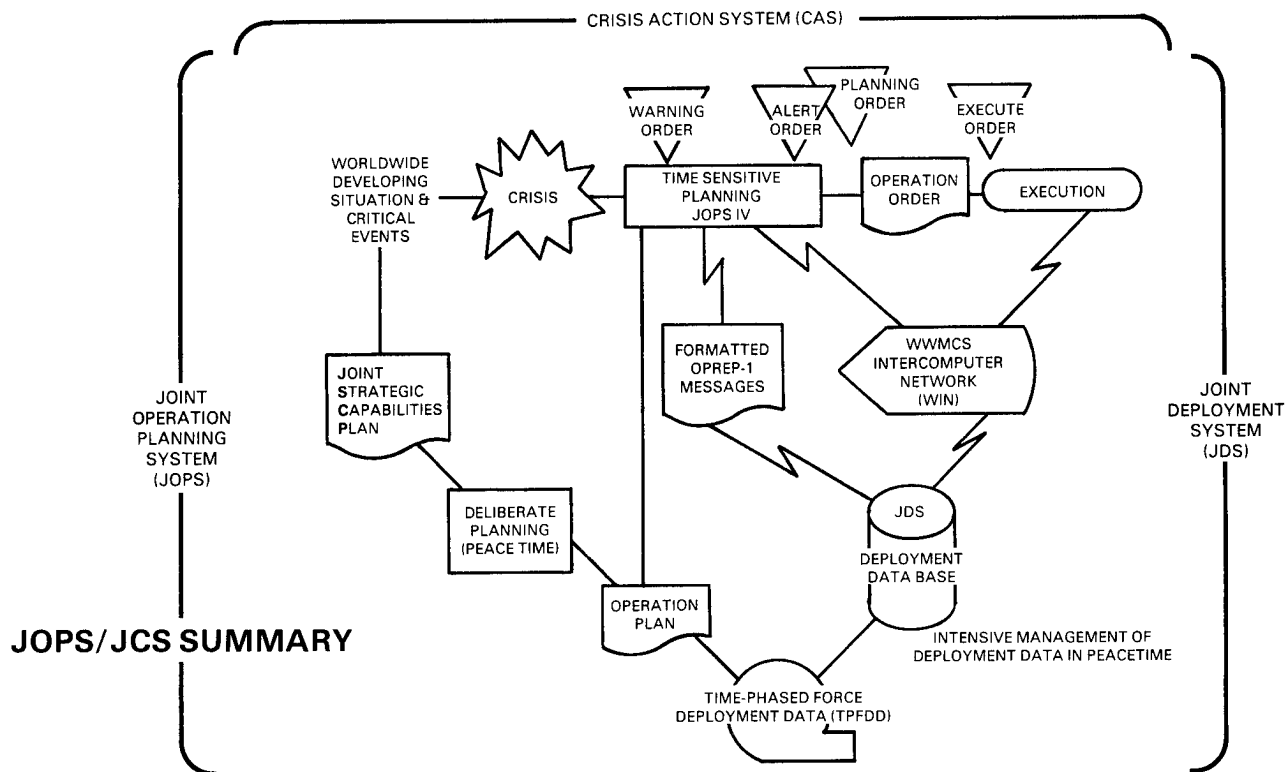 CRISIS ACTION SYSTEM (CAS)
WARNING
ORDER
ALERT
ORDER
PLANNING
ORDER
EXECUTE
ORDER
WORLDWIDE
DEVELOPING
SITUATION &
CRITICAL
EVENTS
CRISIS
TIME SENSITIVE
PLANNING
JOPS IV
OPERATION
ORDER
EXECUTION
JOINT
STRATEGIC
CAPABILITIES
PLAN
FORMATTED
OPREP-1
MESSAGES
WWMCS
INTERCOMPUTER
NETWORK
(WIN)
JOINT
OPERATION
PLANNING
SYSTEM
(JOPS)
JOINT
DEPLOYMENT
SYSTEM
(JDS)
DELIBERATE
PLANNING
(PEACE TIME)
JDS
DEPLOYMENT
DATA BASE
OPERATION
PLAN
JOPS/JCS SUMMARY
INTENSIVE MANAGEMENT OF
DEPLOYMENT DATA IN PEACETIME
TIME-PHASED FORCE
DEPLOYMENT DATA (TPFDD)